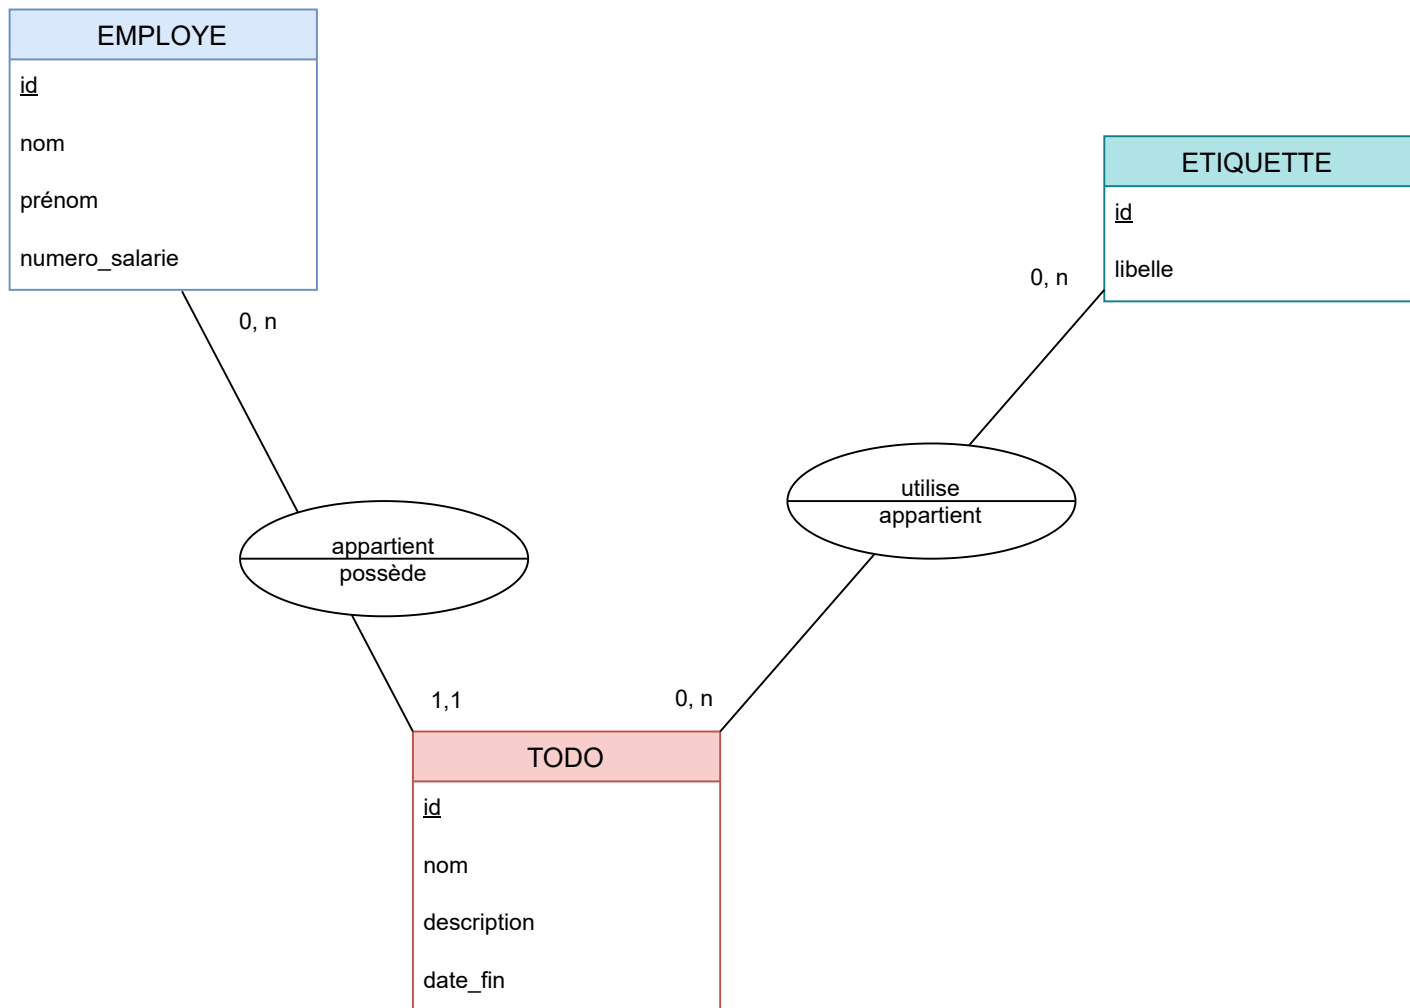 EMPLOYE
id
nom
prénom
numero_salarie
0, n
ETIQUETTE
id
libelle
0, n
utilise
appartient
appartient
possède
1,1
0, n
TODO
id
nom
description
date_fin